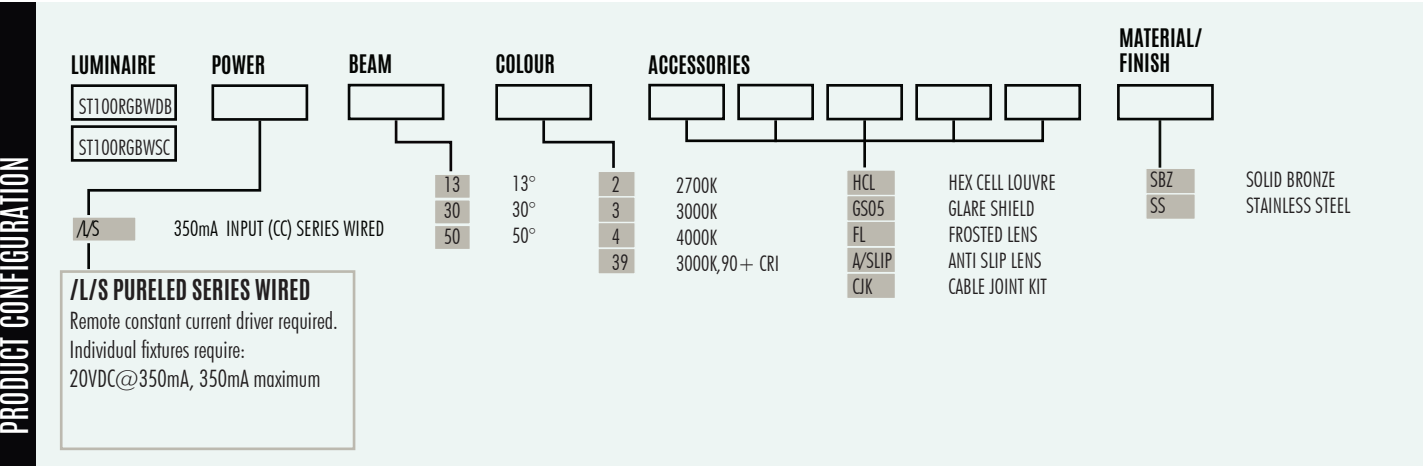 PRODUCT CONFIGURATION
LUMINAIRE
ST100RGBWDB
ST100RGBWSC
POWER
/L/S 350mA INPUT (CC) SERIES WIRED
/L/S PURELED SERIES WIRED
Remote constant current driver required.
Individual fixtures require:
20VDC@350mA, 350mA maximum
BEAM
13 13°
30 30°
50 50°
COLOUR
2 2700K
3 3000K
4 4000K
39 3000K,90+ CRI
ACCESSORIES
HCL HEX CELL LOUVRE
GS05 GLARE SHIELD
FL FROSTED LENS
A/SLIP ANTI SLIP LENS
CJK CABLE JOINT KIT
MATERIAL/
FINISH
SBZ SOLID BRONZE
SS STAINLESS STEEL